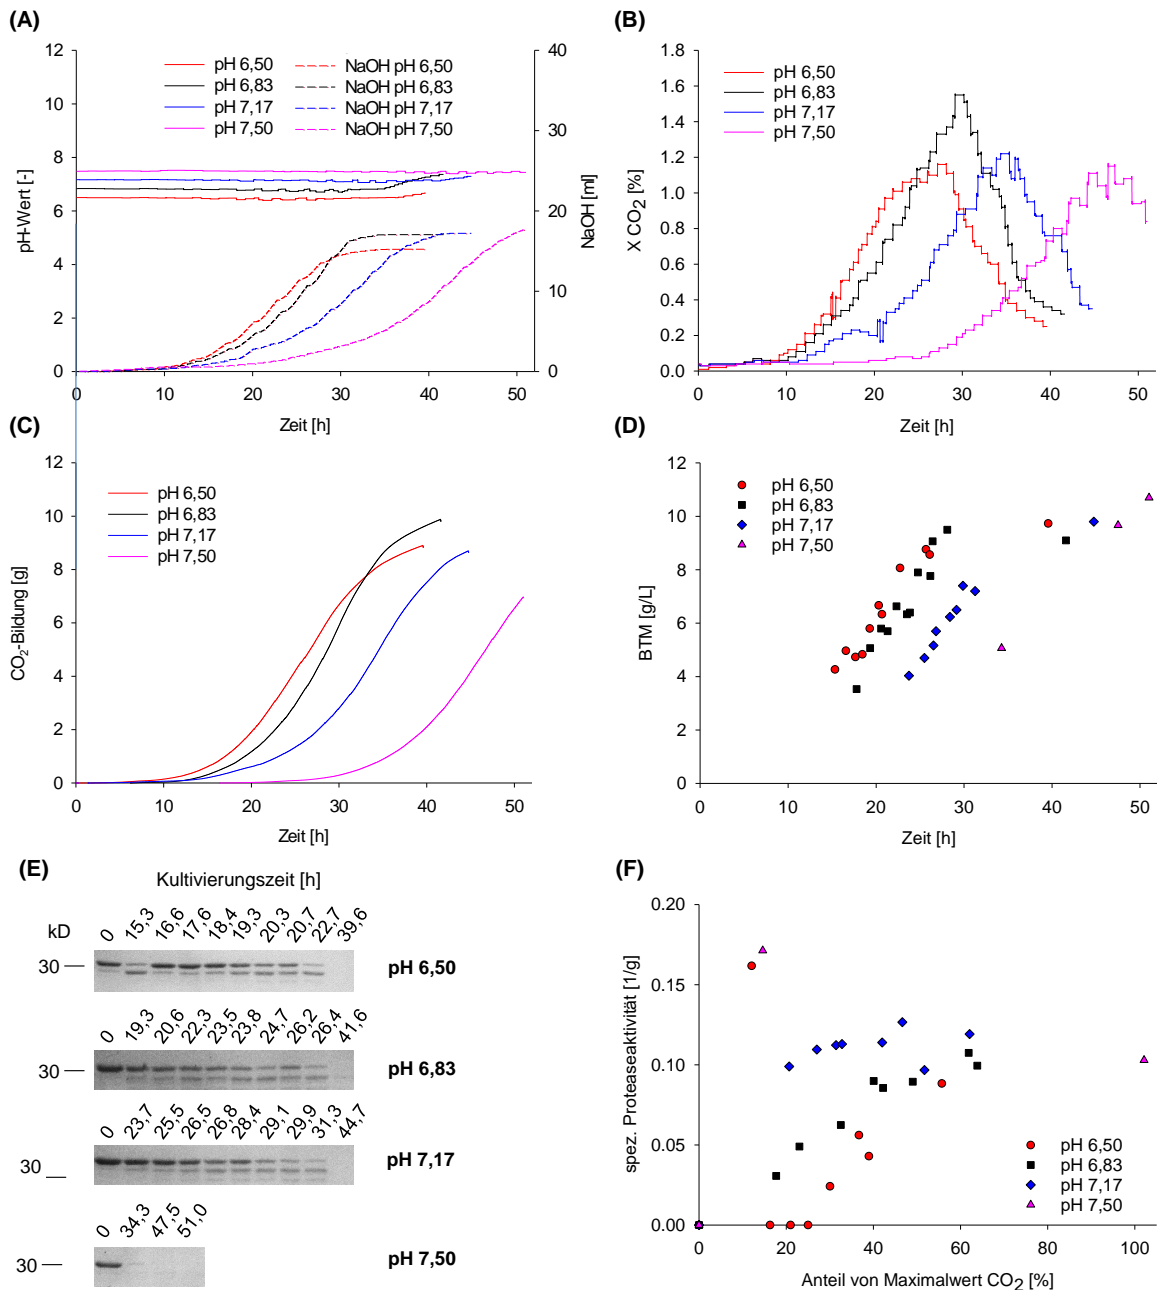 (A)
12
10
8
6
4
2
0
pH-Wert [-]
40
30
20
10
0
NaOH [ml]
0 10 20 30 40 50
Zeit [h]
pH 6,50
pH 6,83
pH 7,17
pH 7,50
NaOH pH 6,50
NaOH pH 6,83
NaOH pH 7,17
NaOH pH 7,50
(B)
1.8
1.6
1.4
1.2
1.0
0.8
0.6
0.4
0.2
0.0
X CO2 [%]
0 10 20 30 40 50
Zeit [h]
pH 6,50
pH 6,83
pH 7,17
pH 7,50
(C)
12
10
8
6
4
2
0
CO2-Bildung [g]
0 10 20 30 40 50
Zeit [h]
pH 6,50
pH 6,83
pH 7,17
pH 7,50
(D)
12
10
8
6
4
2
0
BTM [g/L]
0 10 20 30 40 50
Zeit [h]
pH 6,50
pH 6,83
pH 7,17
pH 7,50
(E)
Kultivierungszeit [h]
kD
0 15,3 16,6 17,6 18,4 19,3 20,3 20,7 22,7 39,6
30
pH 6,50
0 19,3 20,6 22,3 23,5 23,8 24,7 26,2 26,4 41,6
30
pH 6,83
0 23,7 25,5 26,5 26,8 28,4 29,1 29,9 31,3 44,7
30
pH 7,17
0 34,3 47,5 51,0
30
pH 7,50
(F)
0.20
0.15
0.10
0.05
0.00
spez. Proteaseaktivität [1/g]
0 20 40 60 80 100
Anteil von Maximalwert CO2 [%]
pH 6,50
pH 6,83
pH 7,17
pH 7,50